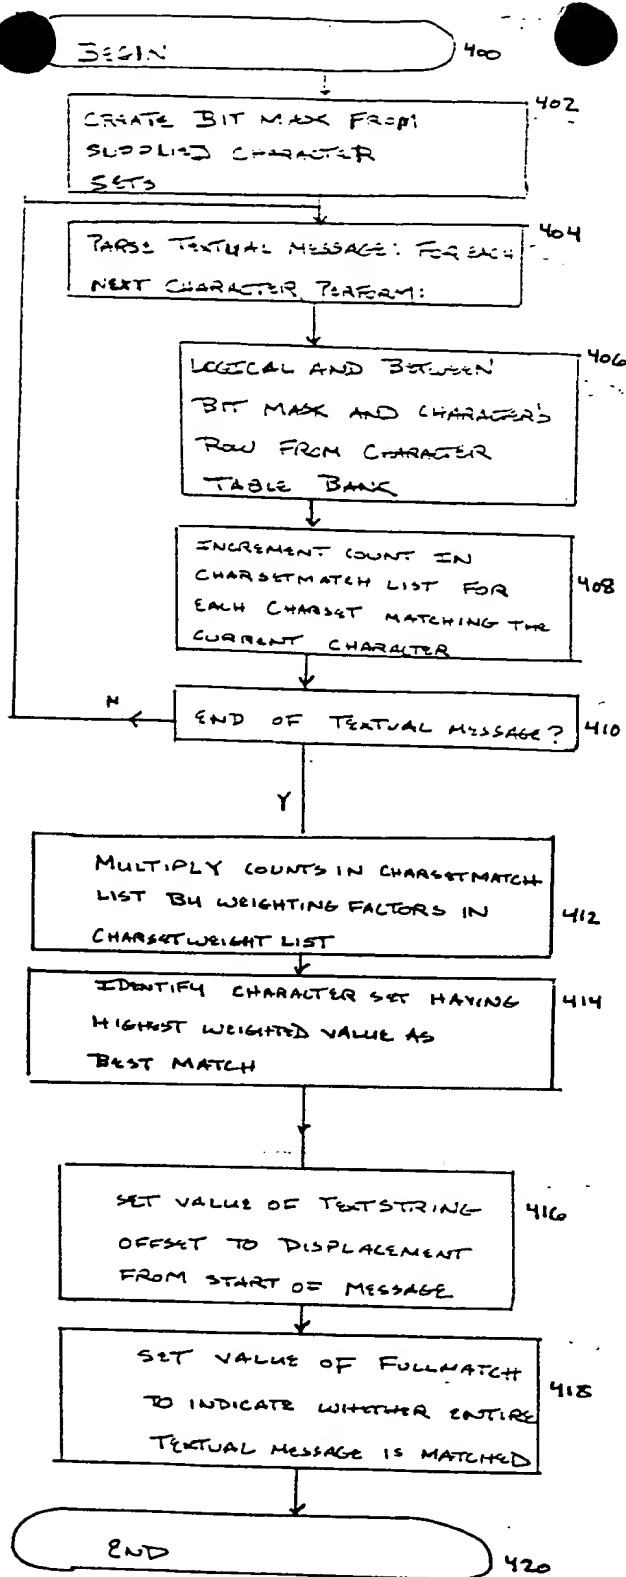 BEGIN
400
402
CREATE BIT MASK FROM
SUPPLIED CHARACTER
SETS
404
PARSE TEXTUAL MESSAGE: FOR EACH
NEXT CHARACTER PERFORM:
406
LOGICAL AND BETWEEN
BIT MASK AND CHARACTER'S
ROW FROM CHARACTER
TABLE BANK
INCREMENT COUNT IN
CHARSETMATCH LIST FOR
408
EACH CHARSET MATCHING THE
CURRENT CHARACTER
N
END OF TEXTUAL MESSAGE?
410
Y
MULTIPLY COUNTS IN CHARSETMATCH
LIST BY WEIGHTING FACTORS IN
412
CHARSETWEIGHT LIST
IDENTIFY CHARACTER SET HAVING
414
HIGHEST WEIGHTED VALUE AS
BEST MATCH
SET VALUE OF TEXTSTRING
416
OFFSET TO DISPLACEMENT
FROM START OF MESSAGE
SET VALUE OF FULLMATCH
418
TO INDICATE WHETHER ENTIRE
TEXTUAL MESSAGE IS MATCHED
END
420